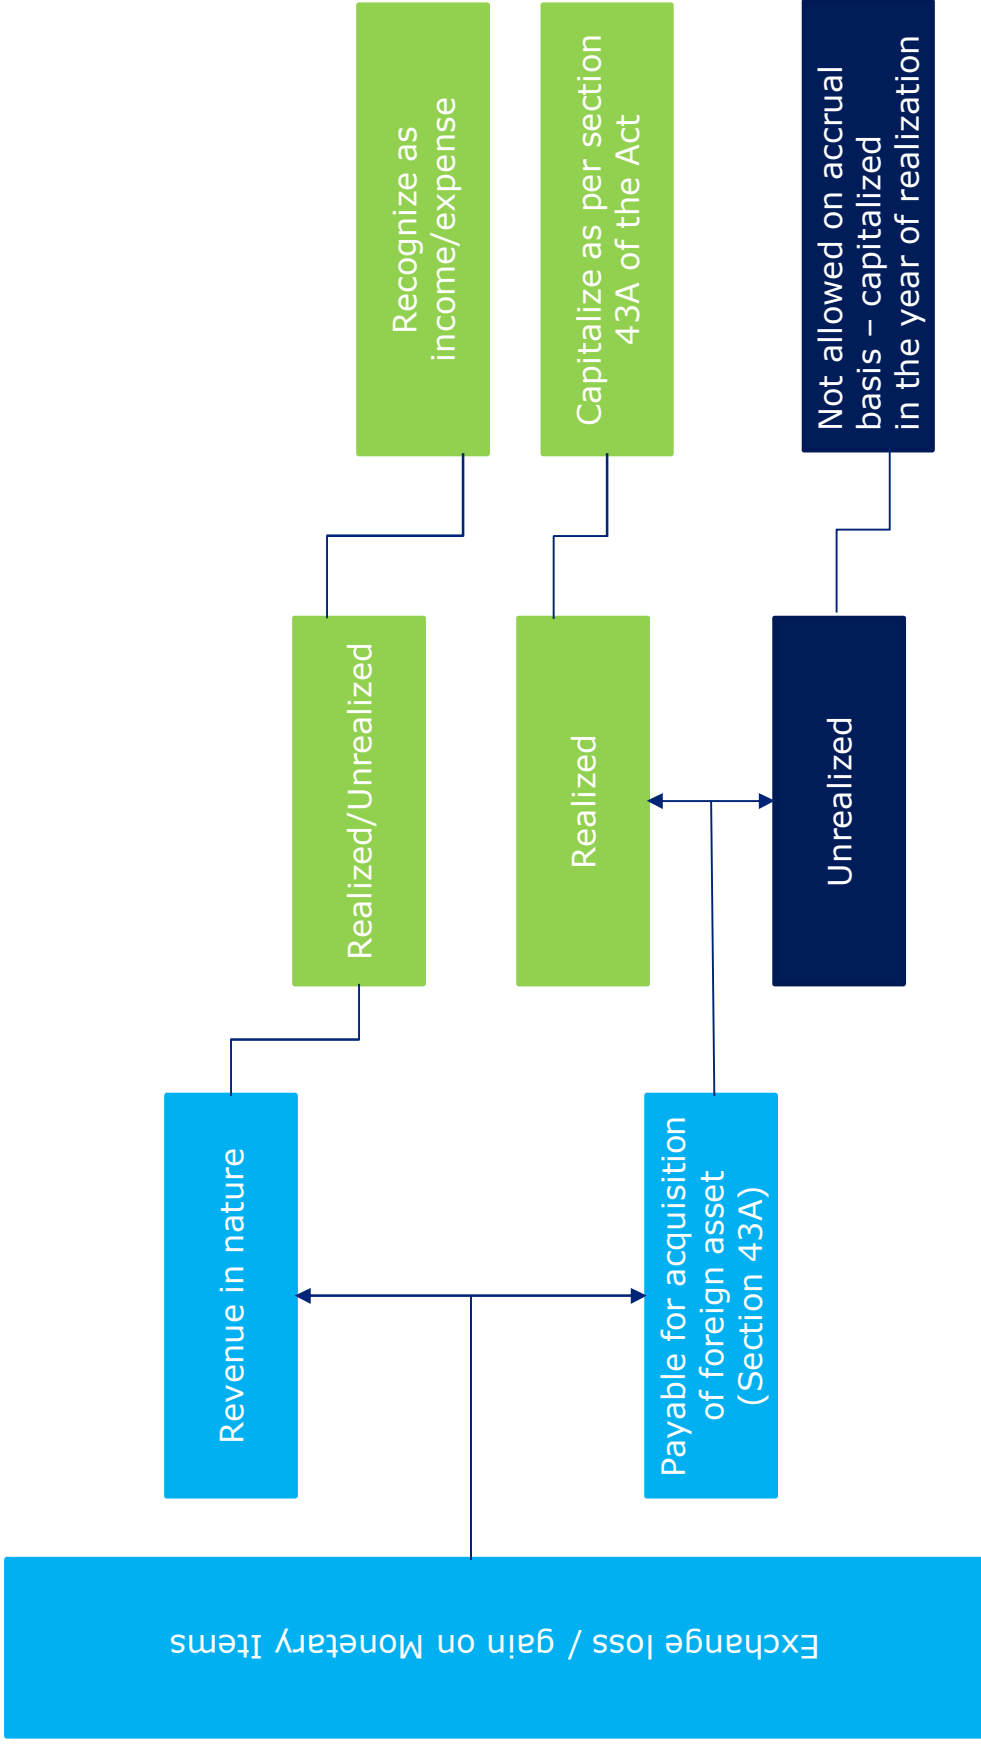 Exchange loss / gain on Monetary Items
Revenue in nature
Payable for acquisition
of foreign asset
(Section 43A)
Realized/Unrealized
Realized
Unrealized
Recognize as
income/expense
Capitalize as per section
43A of the Act
Not allowed on accrual
basis – capitalized
in the year of realization